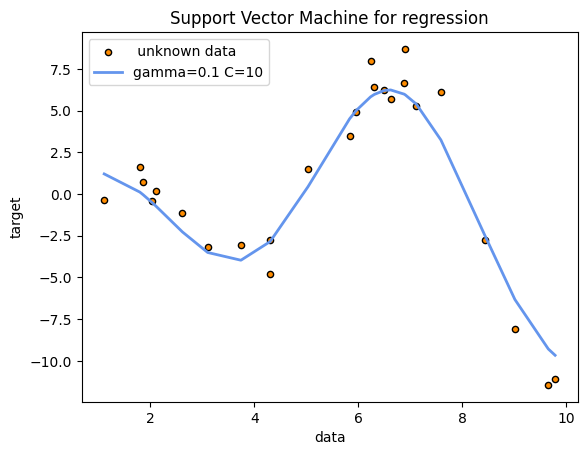 Support Vector Machine for regression
unknown data
gamma=0.1 C=10
7.5
5.0
2.5
0.0
−2.5
−5.0
−7.5
−10.0
target
2 4 6 8 10
data